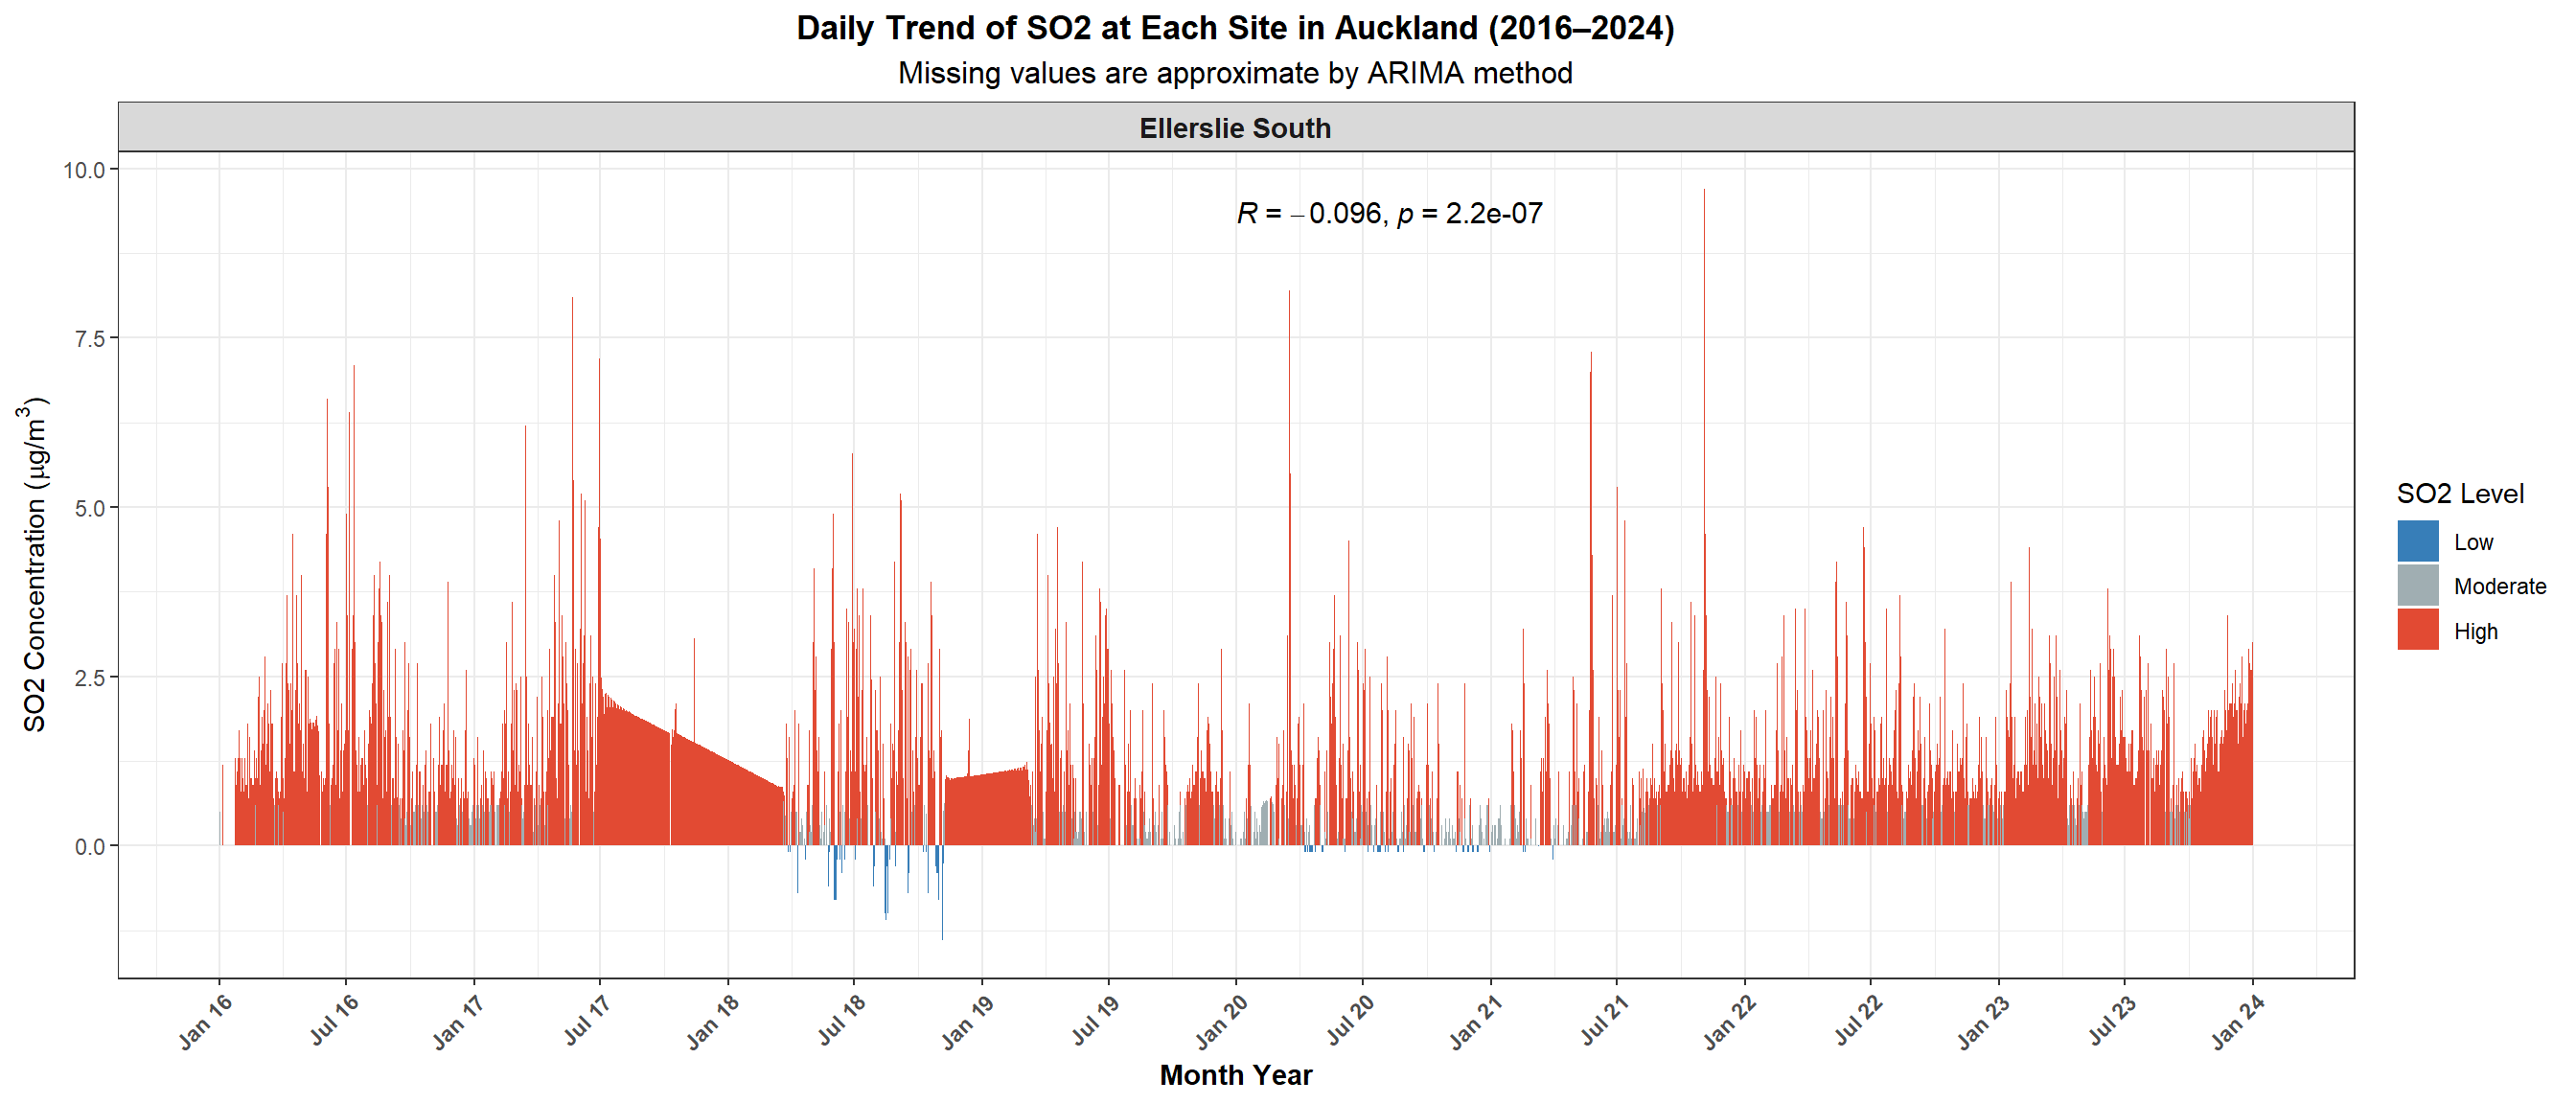 Daily Trend of SO2 at Each Site in Auckland (2016–2024)
Missing values are approximate by ARIMA method
Ellerslie South
R = −0.096, p = 2.2e-07
SO2 Concentration (μg/m³)
10.0
7.5
5.0
2.5
0.0
Jan 16
Jul 16
Jan 17
Jul 17
Jan 18
Jul 18
Jan 19
Jul 19
Jan 20
Jul 20
Jan 21
Jul 21
Jan 22
Jul 22
Jan 23
Jul 23
Jan 24
Month Year
SO2 Level
Low
Moderate
High